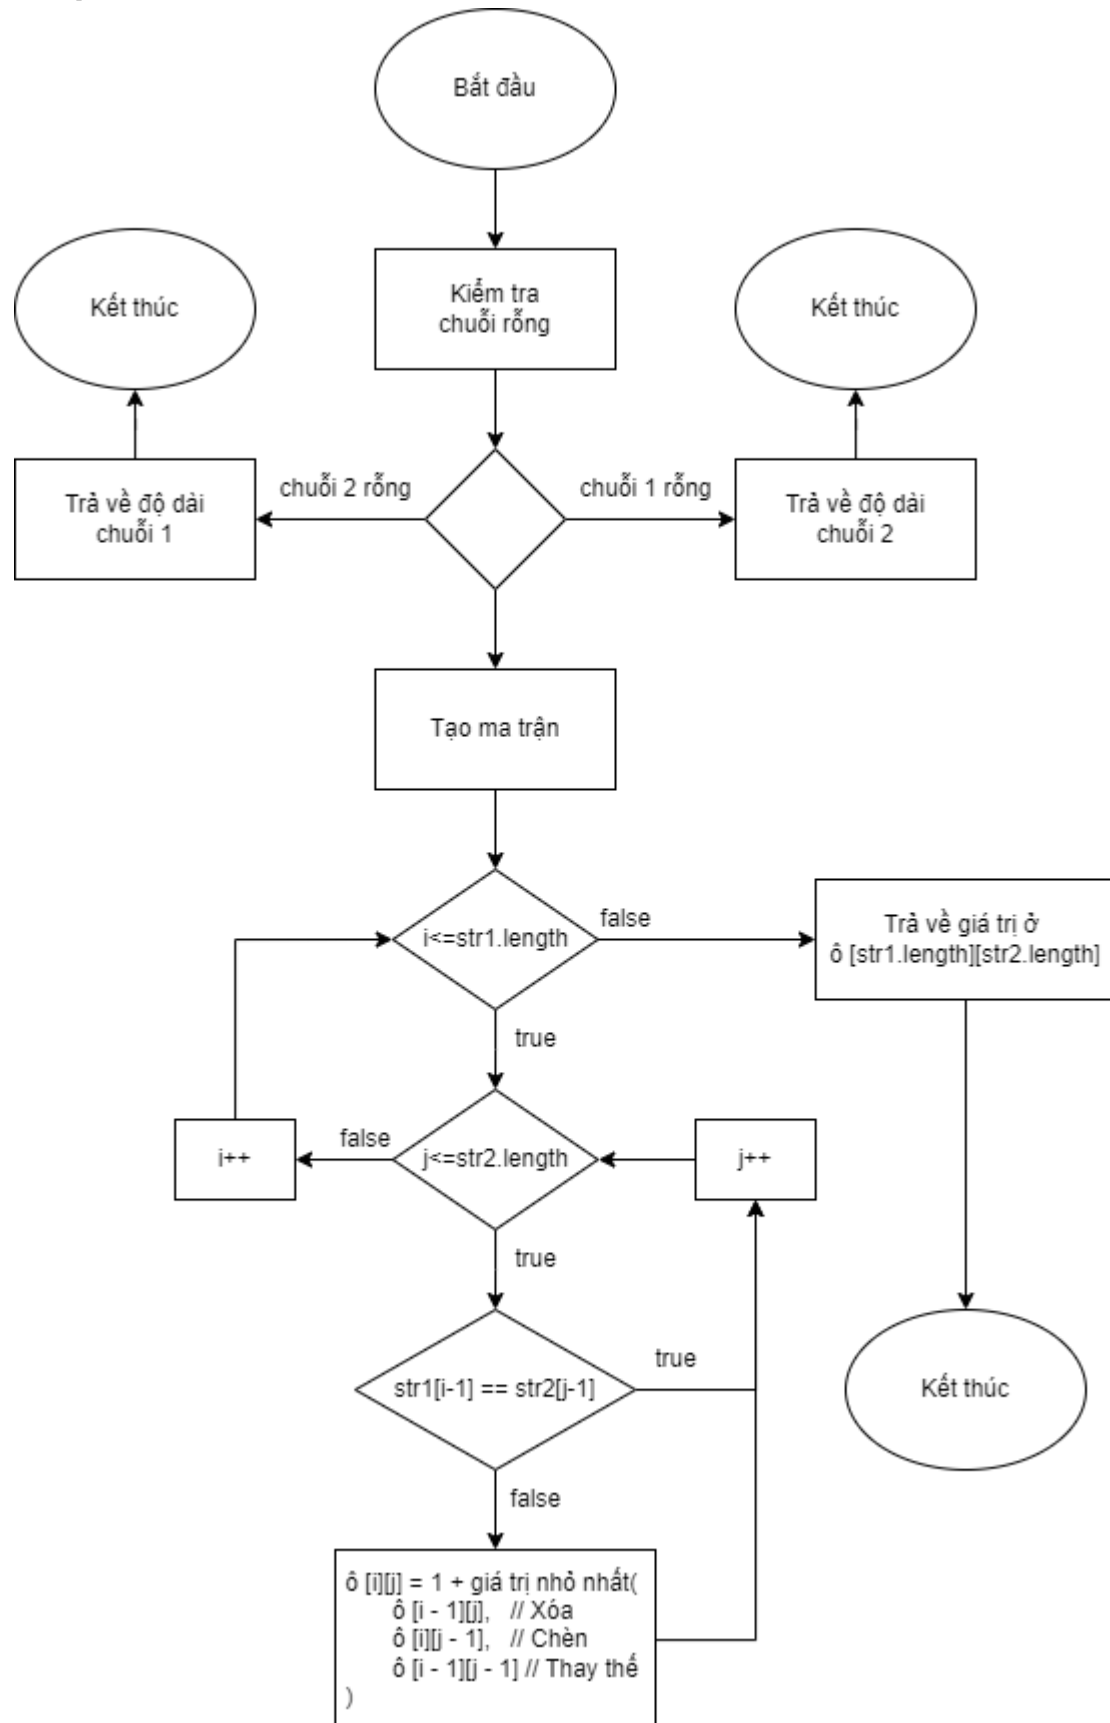 Bắt đầu
Kết thúc
Kiểm tra
chuỗi rỗng
Kết thúc
Trả về độ dài
chuỗi 1
chuỗi 2 rỗng
chuỗi 1 rỗng
Trả về độ dài
chuỗi 2
Tạo ma trận
i<=str1.length
false
Trả về giá trị ở
ô [str1.length][str2.length]
true
i++
false
j<=str2.length
j++
true
str1[i-1] == str2[j-1]
true
Kết thúc
false
ô [i][j] = 1 + giá trị nhỏ nhất(
ô [i - 1][j], // Xóa
ô [i][j - 1], // Chèn
ô [i - 1][j - 1] // Thay thế
)